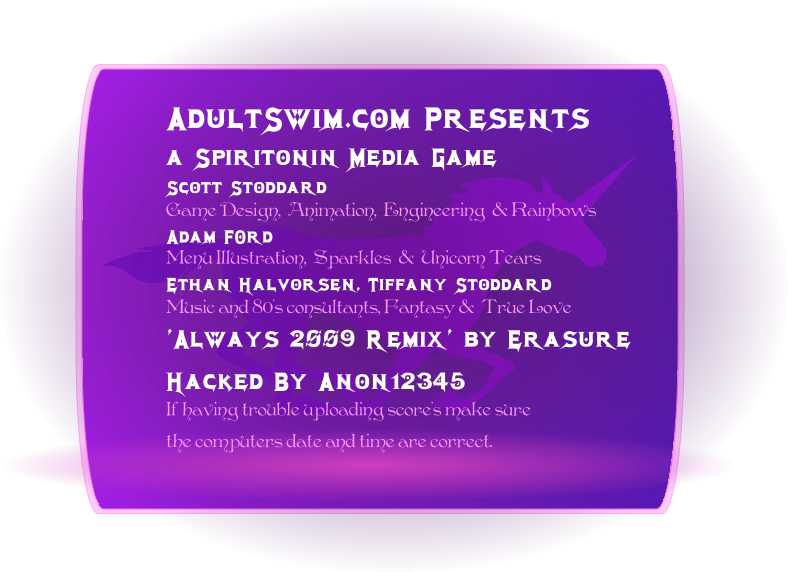 AdultSwim.com Presents
a Spiritonin Media Game
Scott Stoddard
Game Design, Animation, Engineering & Rainbows
Adam Ford
Menu Illustration, Sparkles & Unicorn Tears
Ethan Halvorsen, Tiffany Stoddard
Music and 80's consultants, Fantasy & True Love
'Always 2009 Remix' by Erasure
Hacked By Anon12345
If having trouble uploading score's make sure
the computers date and time are correct.